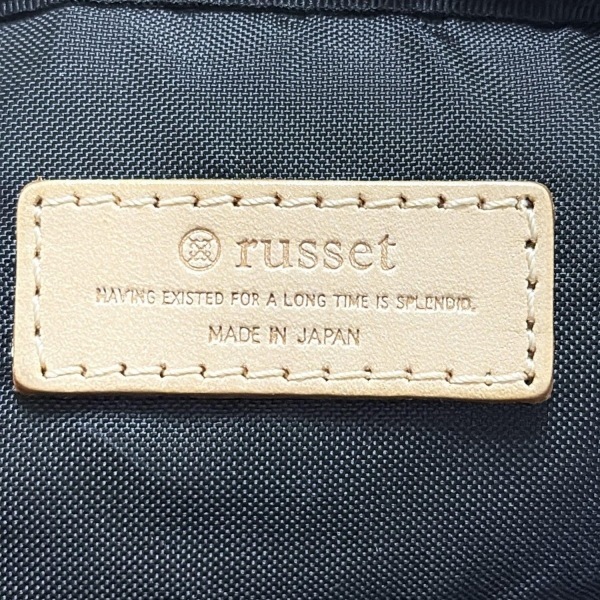 russet
HAVING EXISTED FOR A LONG TIME IS SPLENDID.
MADE IN JAPAN